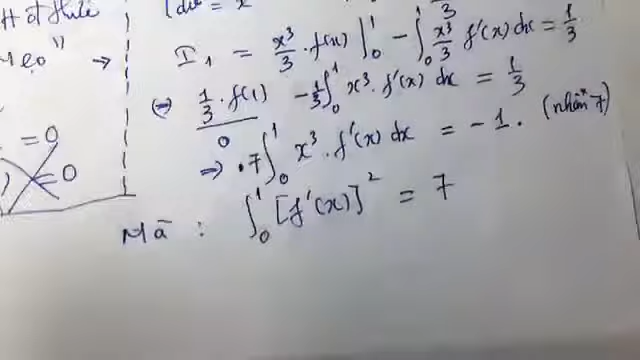 I₁ = x³/3 . f(x) |₀¹ - ∫₀¹ x³/3 f'(x) dx = 1/3
(=) 1/3 . f(1) - 1/3 ∫₀¹ x³. f'(x) dx = 1/3
0
=> .7 ∫₀¹ x³. f'(x) dx = -1. (nhân 7)
= 0
= 0
Mà : ∫₀¹ [f'(x)]² = 7